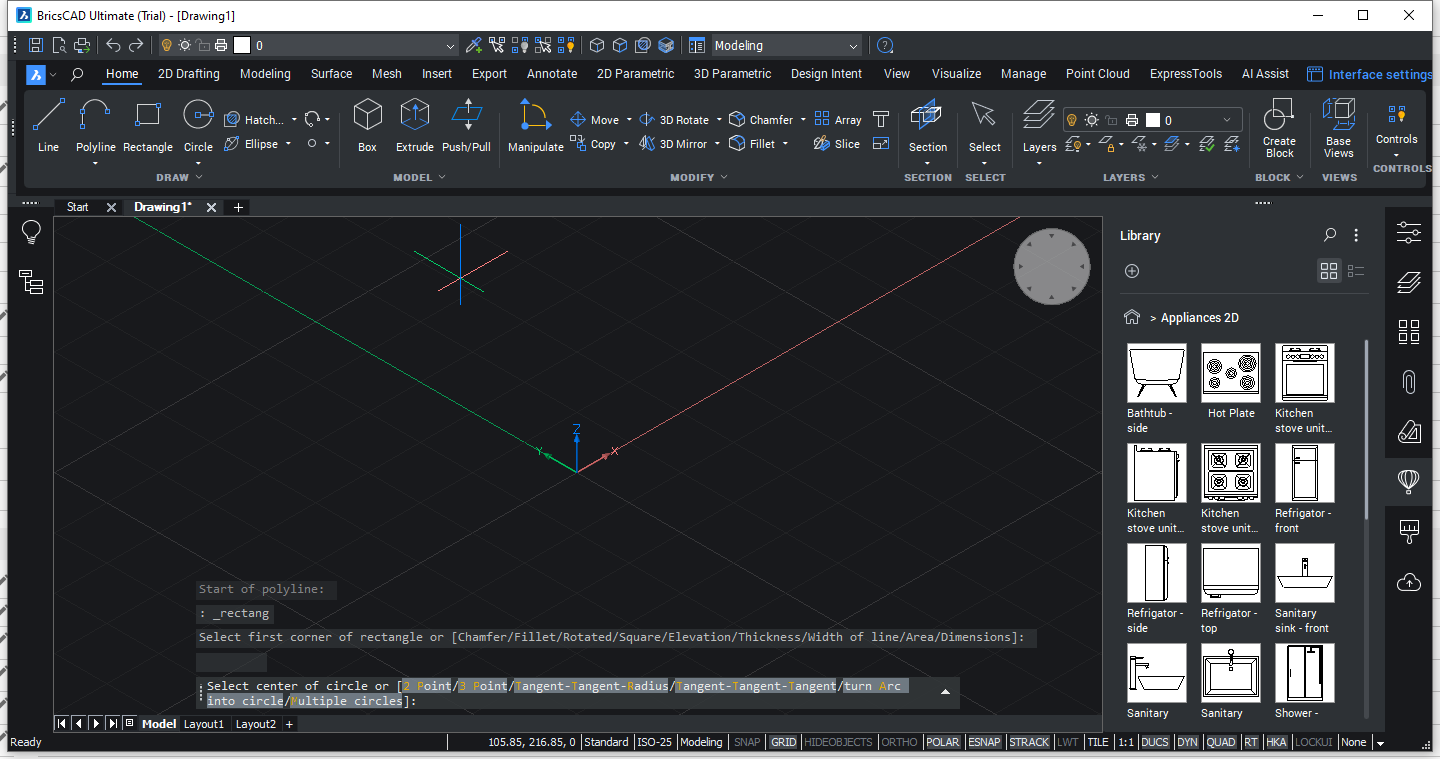 BricsCAD Ultimate (Trial) - [Drawing1]
0
Modeling
Home 2D Drafting Modeling Surface Mesh Insert Export Annotate 2D Parametric 3D Parametric Design Intent View Visualize Manage Point Cloud ExpressTools AI Assist Interface settings
Line Polyline Rectangle Circle Hatch... Ellipse
DRAW
Box Extrude Push/Pull
MODEL
Manipulate Move 3D Rotate Chamfer Array
Copy 3D Mirror Fillet Slice
MODIFY
Section
SECTION
Select
SELECT
Layers 0
LAYERS
Create
Block
BLOCK
Base
Views
VIEWS
Controls
CONTROLS
Start Drawing1* +
Z
Y
X
Start of polyline:
: _rectang
Select first corner of rectangle or [Chamfer/Fillet/Rotated/Square/Elevation/Thickness/Width of line/Area/Dimensions]:
Select center of circle or [2 Point/3 Point/Tangent-Tangent-Radius/Tangent-Tangent-Tangent/turn Arc
into circle/Multiple circles]:
Library
> Appliances 2D
Bathtub -
side
Hot Plate
Kitchen
stove unit...
Kitchen
stove unit...
Kitchen
stove unit...
Refrigator -
front
Refrigator -
side
Refrigator -
top
Sanitary
sink - front
Sanitary
Sanitary
Shower -
Model Layout1 Layout2 +
Ready
105.85, 216.85, 0 Standard ISO-25 Modeling SNAP GRID HIDEOBJECTS ORTHO POLAR ESNAP STRACK LWT TILE 1:1 DUCS DYN QUAD RT HKA LOCKUI None